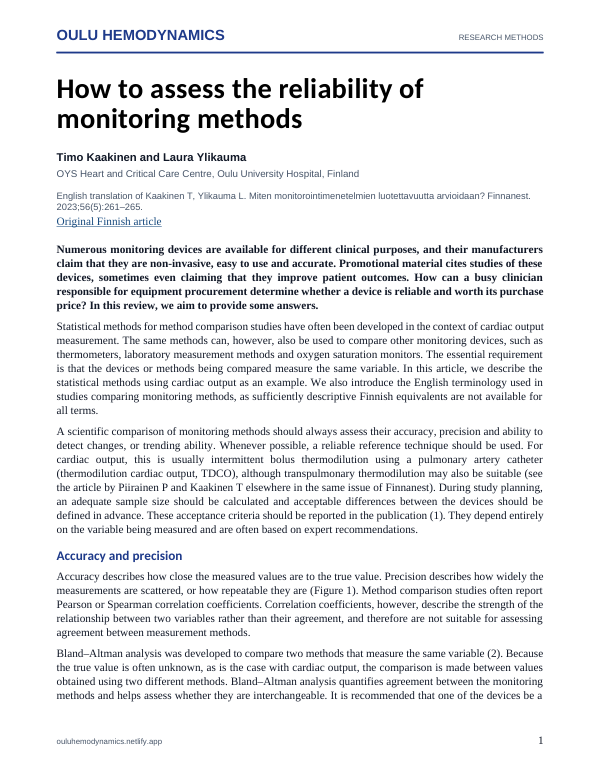 OULU HEMODYNAMICS
RESEARCH METHODS
How to assess the reliability of
monitoring methods
Timo Kaakinen and Laura Ylikauma
OYS Heart and Critical Care Centre, Oulu University Hospital, Finland
English translation of Kaakinen T, Ylikauma L. Miten monitorointimenetelmien luotettavuutta arvioidaan? Finnanest.
2023;56(5):261–265.
Original Finnish article
Numerous monitoring devices are available for different clinical purposes, and their manufacturers
claim that they are non-invasive, easy to use and accurate. Promotional material cites studies of these
devices, sometimes even claiming that they improve patient outcomes. How can a busy clinician
responsible for equipment procurement determine whether a device is reliable and worth its purchase
price? In this review, we aim to provide some answers.
Statistical methods for method comparison studies have often been developed in the context of cardiac output
measurement. The same methods can, however, also be used to compare other monitoring devices, such as
thermometers, laboratory measurement methods and oxygen saturation monitors. The essential requirement
is that the devices or methods being compared measure the same variable. In this article, we describe the
statistical methods using cardiac output as an example. We also introduce the English terminology used in
studies comparing monitoring methods, as sufficiently descriptive Finnish equivalents are not available for
all terms.
A scientific comparison of monitoring methods should always assess their accuracy, precision and ability to
detect changes, or trending ability. Whenever possible, a reliable reference technique should be used. For
cardiac output, this is usually intermittent bolus thermodilution using a pulmonary artery catheter
(thermodilution cardiac output, TDCO), although transpulmonary thermodilution may also be suitable (see
the article by Piirainen P and Kaakinen T elsewhere in the same issue of Finnanest). During study planning,
an adequate sample size should be calculated and acceptable differences between the devices should be
defined in advance. These acceptance criteria should be reported in the publication (1). They depend entirely
on the variable being measured and are often based on expert recommendations.
Accuracy and precision
Accuracy describes how close the measured values are to the true value. Precision describes how widely the
measurements are scattered, or how repeatable they are (Figure 1). Method comparison studies often report
Pearson or Spearman correlation coefficients. Correlation coefficients, however, describe the strength of the
relationship between two variables rather than their agreement, and therefore are not suitable for assessing
agreement between measurement methods.
Bland–Altman analysis was developed to compare two methods that measure the same variable (2). Because
the true value is often unknown, as is the case with cardiac output, the comparison is made between values
obtained using two different methods. Bland–Altman analysis quantifies agreement between the monitoring
methods and helps assess whether they are interchangeable. It is recommended that one of the devices be a
ouluhemodynamics.netlify.app
1